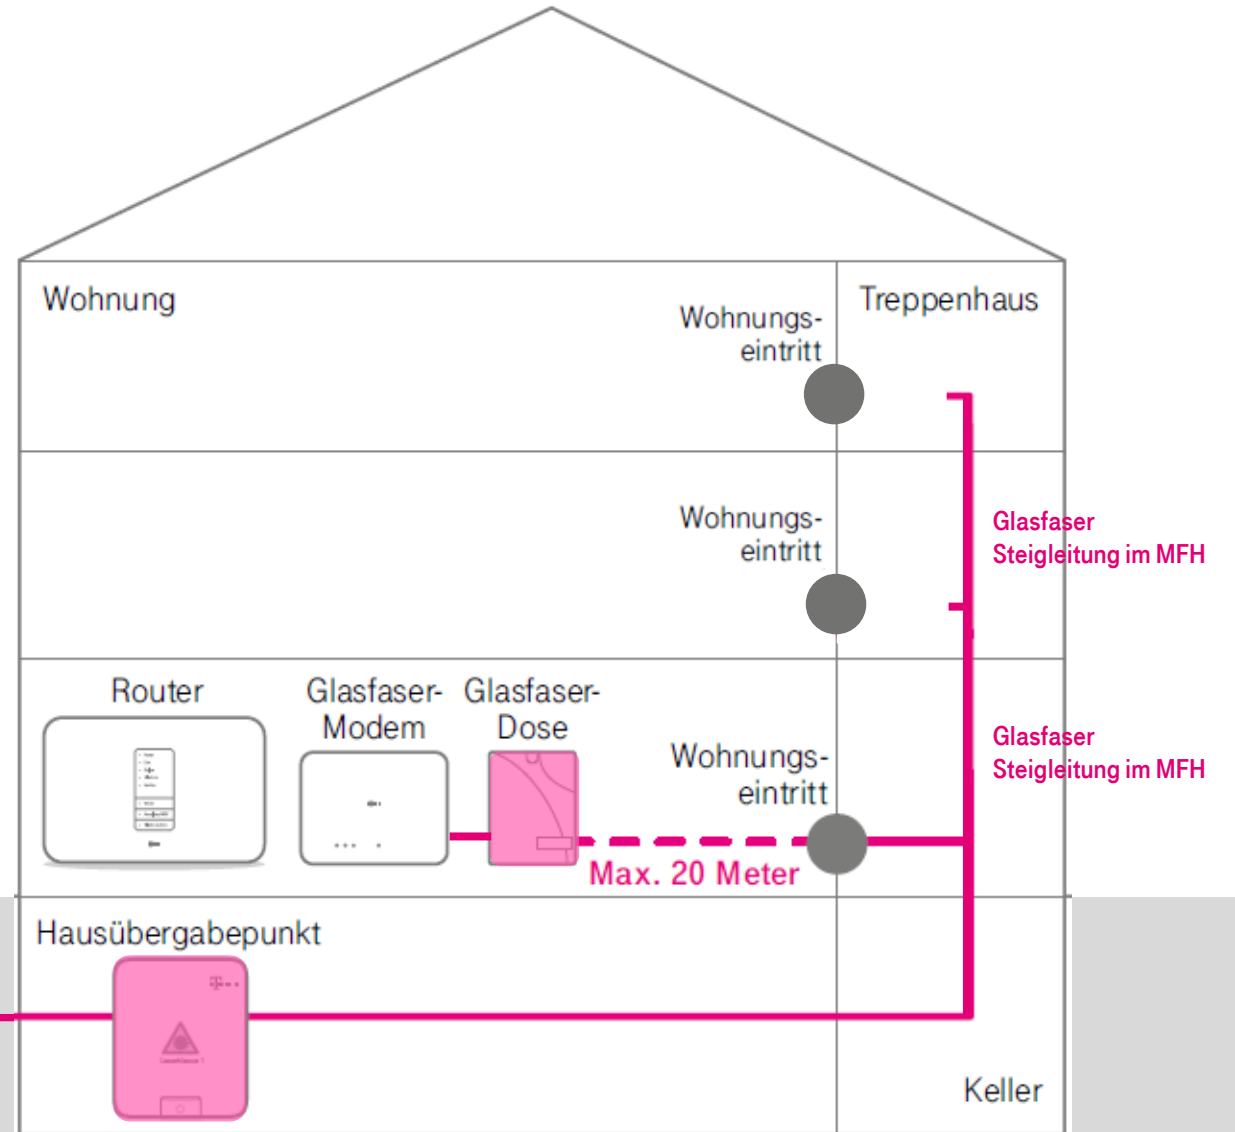 Wohnung
Wohnungs-
eintritt
Treppenhaus
Wohnungs-
eintritt
Glasfaser
Steigleitung im MFH
Router
Glasfaser-
Modem
Glasfaser-
Dose
Wohnungs-
eintritt
Glasfaser
Steigleitung im MFH
Max. 20 Meter
Hausübergabepunkt
Keller